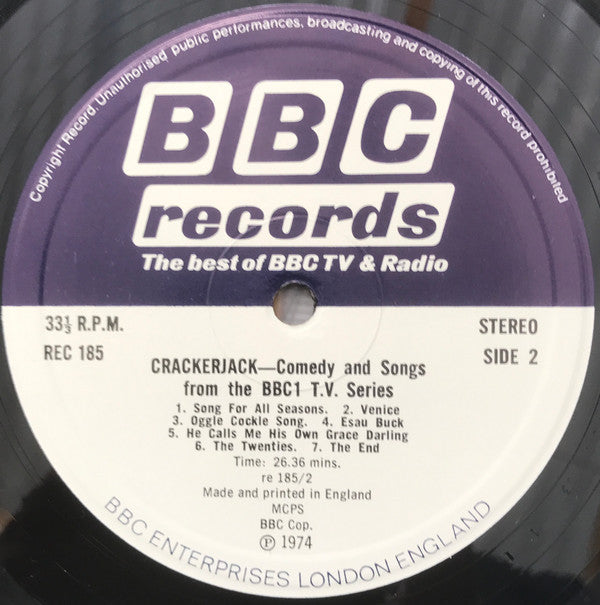 Copyright Record. Unauthorised public performances, broadcasting and copying of this record prohibited
BBC
records
The best of BBC TV & Radio
33⅓ R.P.M.
REC 185
STEREO
SIDE 2
CRACKERJACK—Comedy and Songs
from the BBC1 T.V. Series
1. Song For All Seasons. 2. Venice
3. Oggle Cockle Song. 4. Esau Buck
5. He Calls Me His Own Grace Darling
6. The Twenties. 7. The End
Time: 26.36 mins.
re 185/2
Made and printed in England
MCPS
BBC Cop.
℗ 1974
BBC ENTERPRISES LONDON ENGLAND